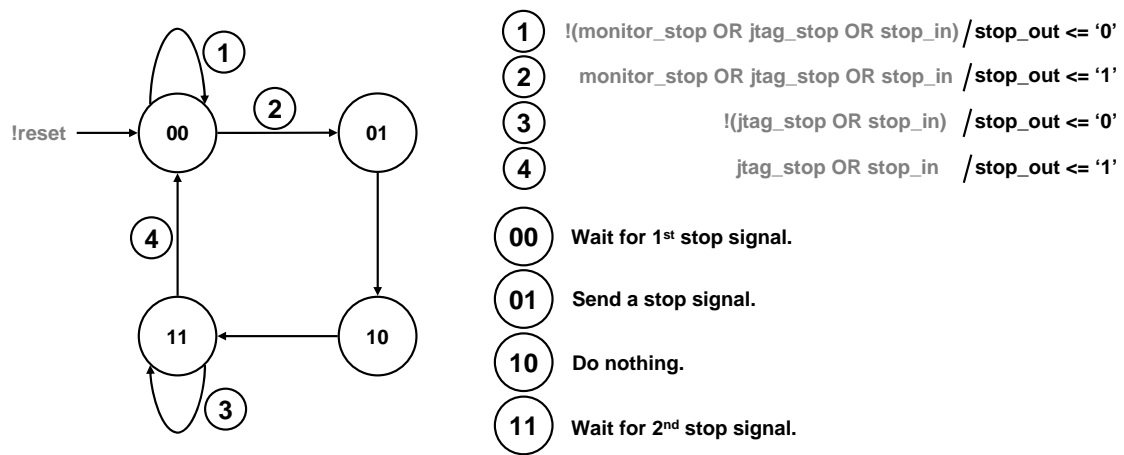 1
2
!reset
00
01
4
11
10
3
1 !(monitor_stop OR jtag_stop OR stop_in) / stop_out <= ‘0’
2 monitor_stop OR jtag_stop OR stop_in / stop_out <= ‘1’
3 !(jtag_stop OR stop_in) / stop_out <= ‘0’
4 jtag_stop OR stop_in / stop_out <= ‘1’
00 Wait for 1st stop signal.
01 Send a stop signal.
10 Do nothing.
11 Wait for 2nd stop signal.